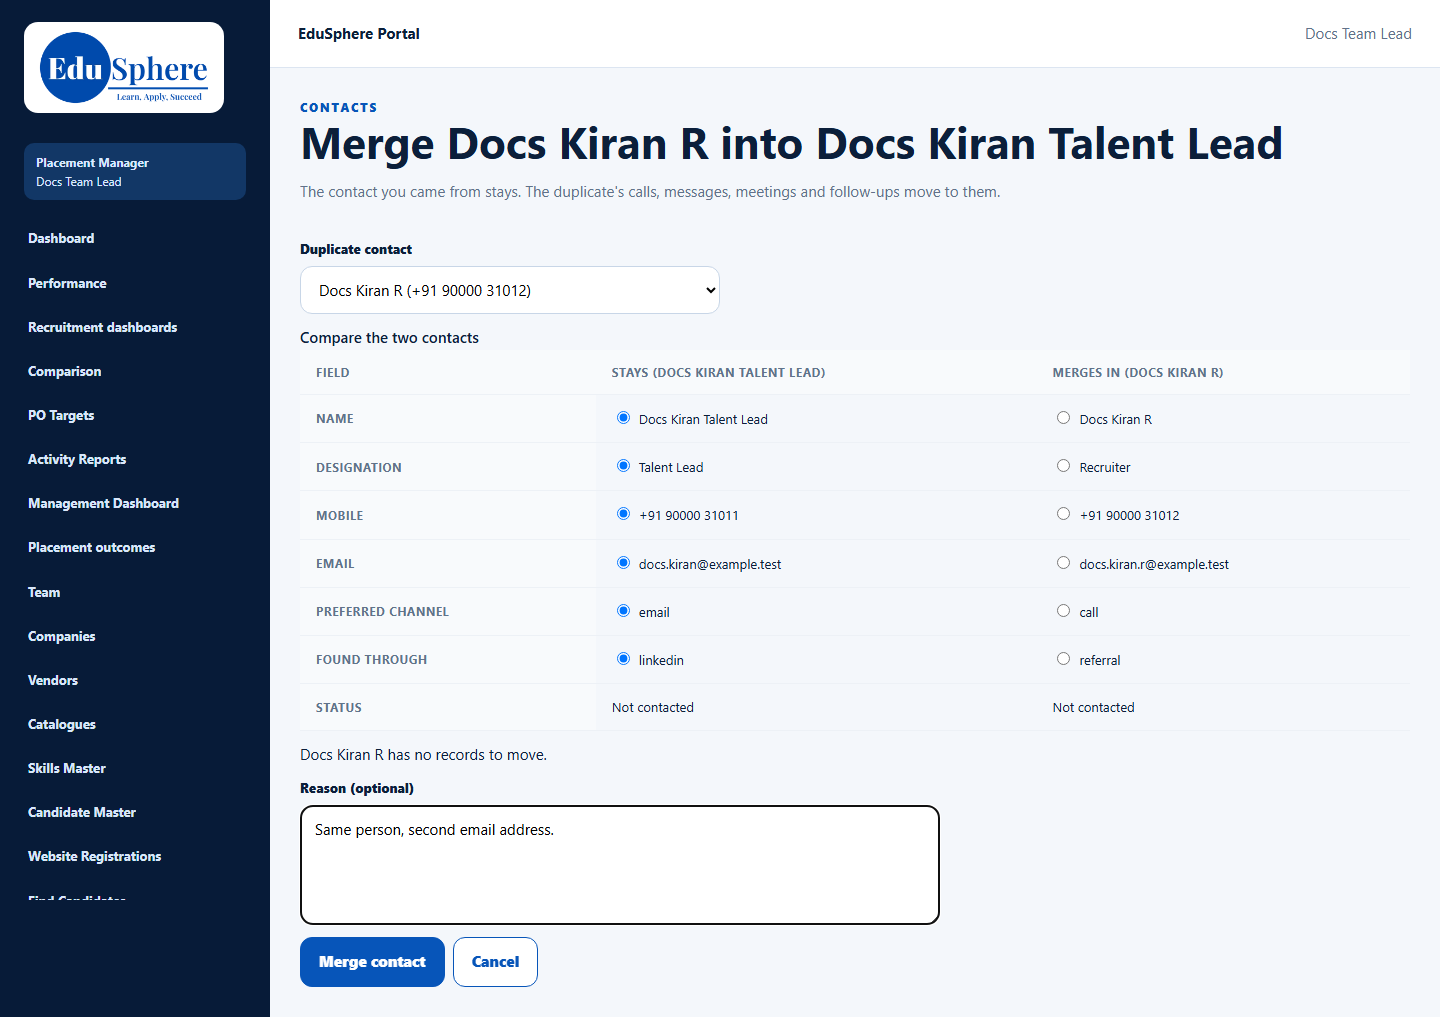 EduSphere
Learn. Apply, Succeed
Placement Manager
Docs Team Lead
Dashboard
Performance
Recruitment dashboards
Comparison
PO Targets
Activity Reports
Management Dashboard
Placement outcomes
Team
Companies
Vendors
Catalogues
Skills Master
Candidate Master
Website Registrations
Find Candidates
EduSphere Portal
Docs Team Lead
CONTACTS
Merge Docs Kiran R into Docs Kiran Talent Lead
The contact you came from stays. The duplicate's calls, messages, meetings and follow-ups move to them.
Duplicate contact
Docs Kiran R (+91 90000 31012)
Compare the two contacts
FIELD STAYS (DOCS KIRAN TALENT LEAD) MERGES IN (DOCS KIRAN R)
NAME Docs Kiran Talent Lead Docs Kiran R
DESIGNATION Talent Lead Recruiter
MOBILE +91 90000 31011 +91 90000 31012
EMAIL docs.kiran@example.test docs.kiran.r@example.test
PREFERRED CHANNEL email call
FOUND THROUGH linkedin referral
STATUS Not contacted Not contacted
Docs Kiran R has no records to move.
Reason (optional)
Same person, second email address.
Merge contact Cancel